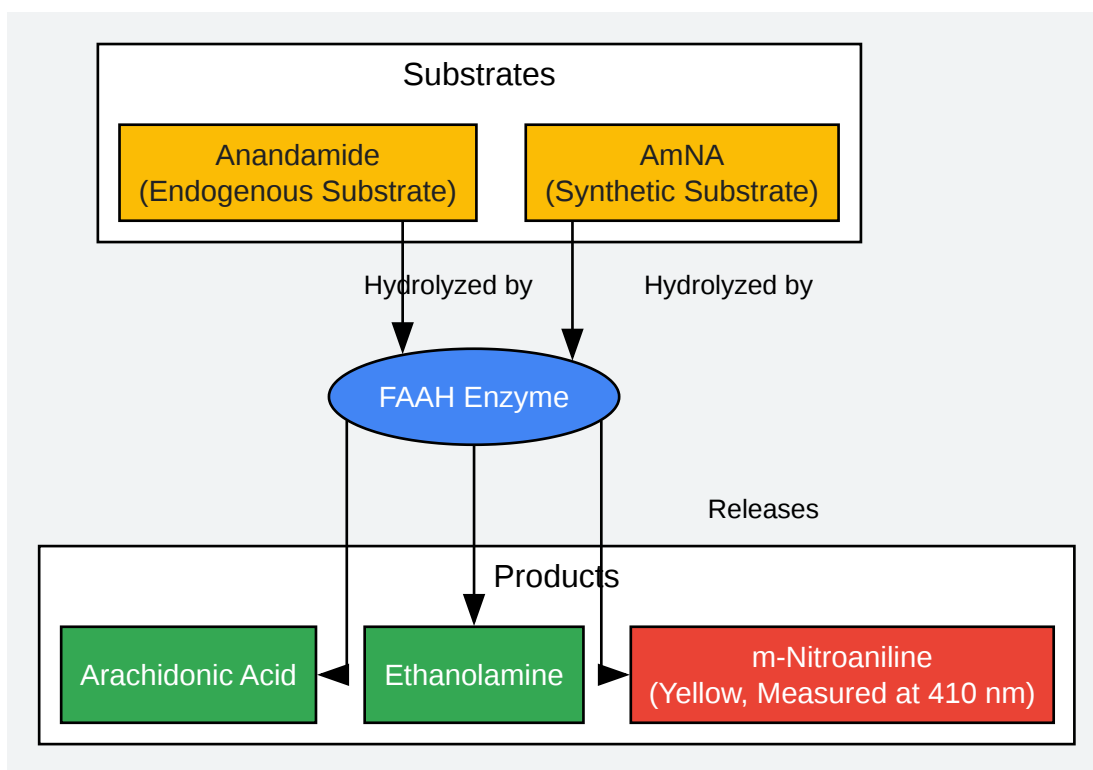 Substrates
Anandamide
(Endogenous Substrate)
AmNA
(Synthetic Substrate)
Hydrolyzed by
Hydrolyzed by
FAAH Enzyme
Releases
Products
Arachidonic Acid
Ethanolamine
m-Nitroaniline
(Yellow, Measured at 410 nm)